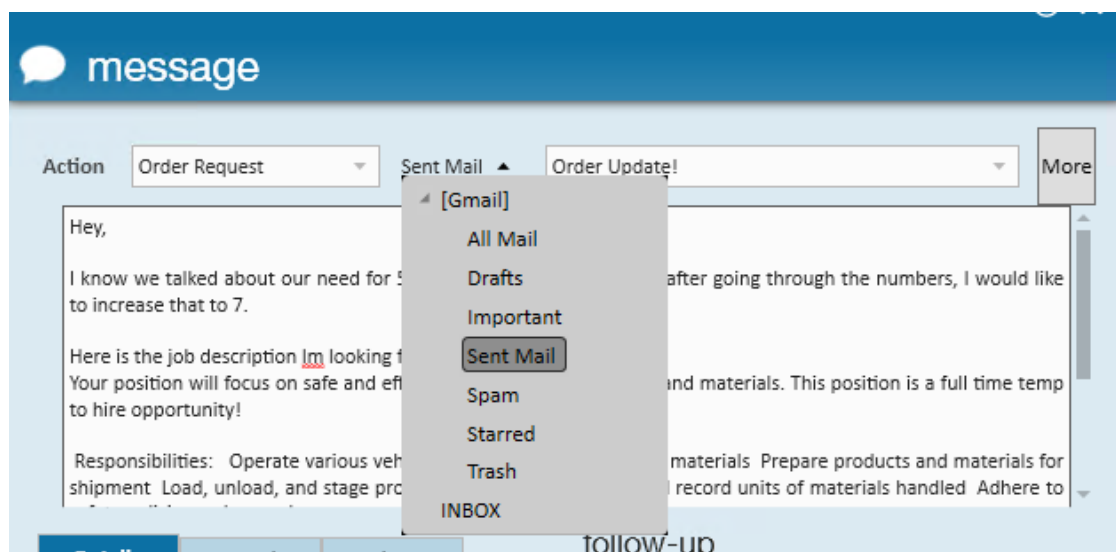 message
Action Order Request Sent Mail Order Update! More
[Gmail]
All Mail
Drafts
Important
Sent Mail
Spam
Starred
Trash
INBOX
Hey,
I know we talked about our need for after going through the numbers, I would like
to increase that to 7.
Here is the job description Im looking
Your position will focus on safe and and materials. This position is a full time temp
to hire opportunity!
Responsibilities: Operate various materials Prepare products and materials for
shipment Load, unload, and stage record units of materials handled Adhere to
follow-up